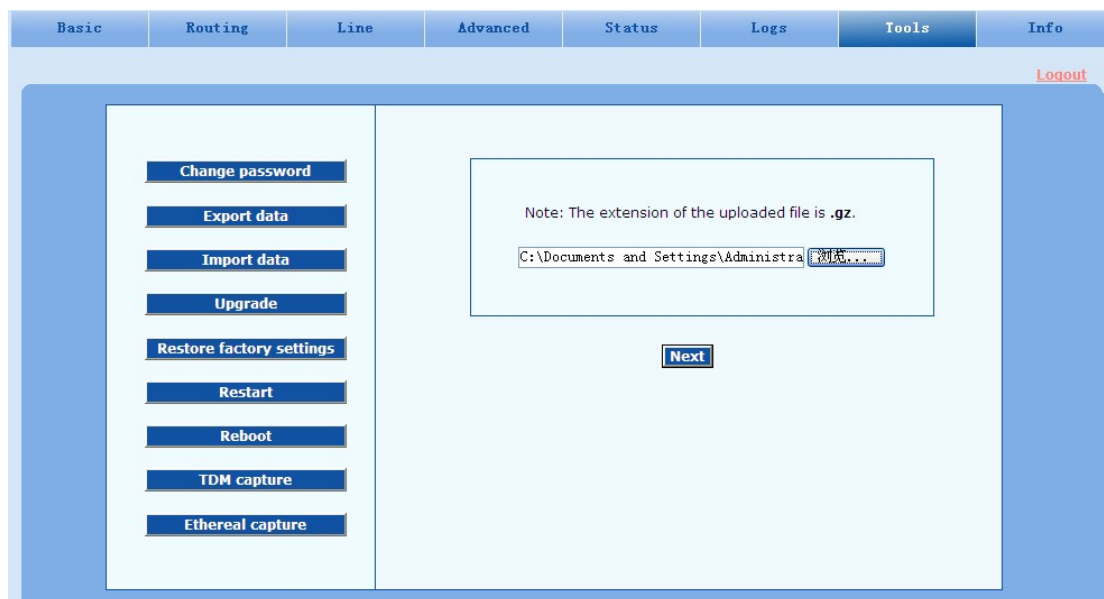 Basic Routing Line Advanced Status Logs Tools Info
Logout
Change password
Export data
Import data
Upgrade
Restore factory settings
Restart
Reboot
TDM capture
Ethereal capture
Note: The extension of the uploaded file is .gz.
C:\Documents and Settings\Administra 浏览...
Next